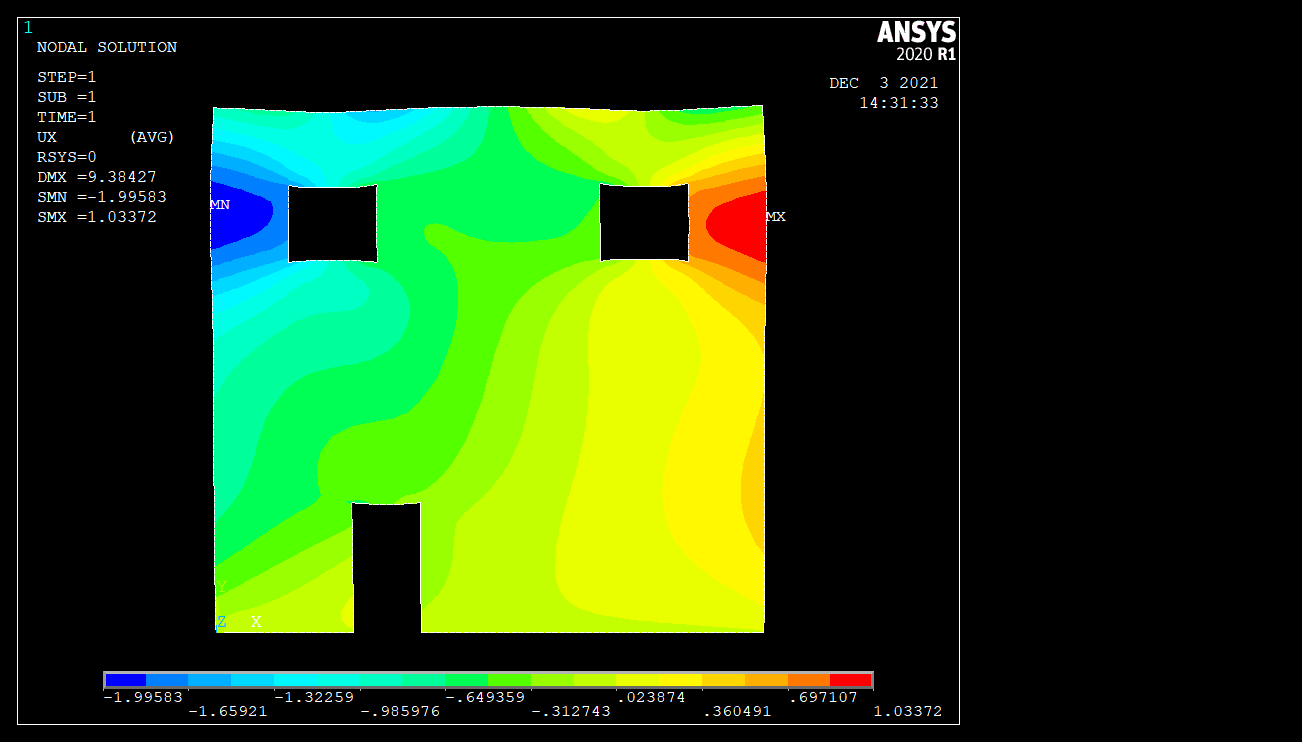 1
ANSYS
2020 R1
NODAL SOLUTION
STEP=1
SUB =1
TIME=1
UX (AVG)
RSYS=0
DMX =9.38427
SMN =-1.99583
SMX =1.03372
DEC 3 2021
14:31:33
MN
MX
Y
Z X
-1.99583 -1.32259 -.649359 .023874 .697107
-1.65921 -.985976 -.312743 .360491 1.03372